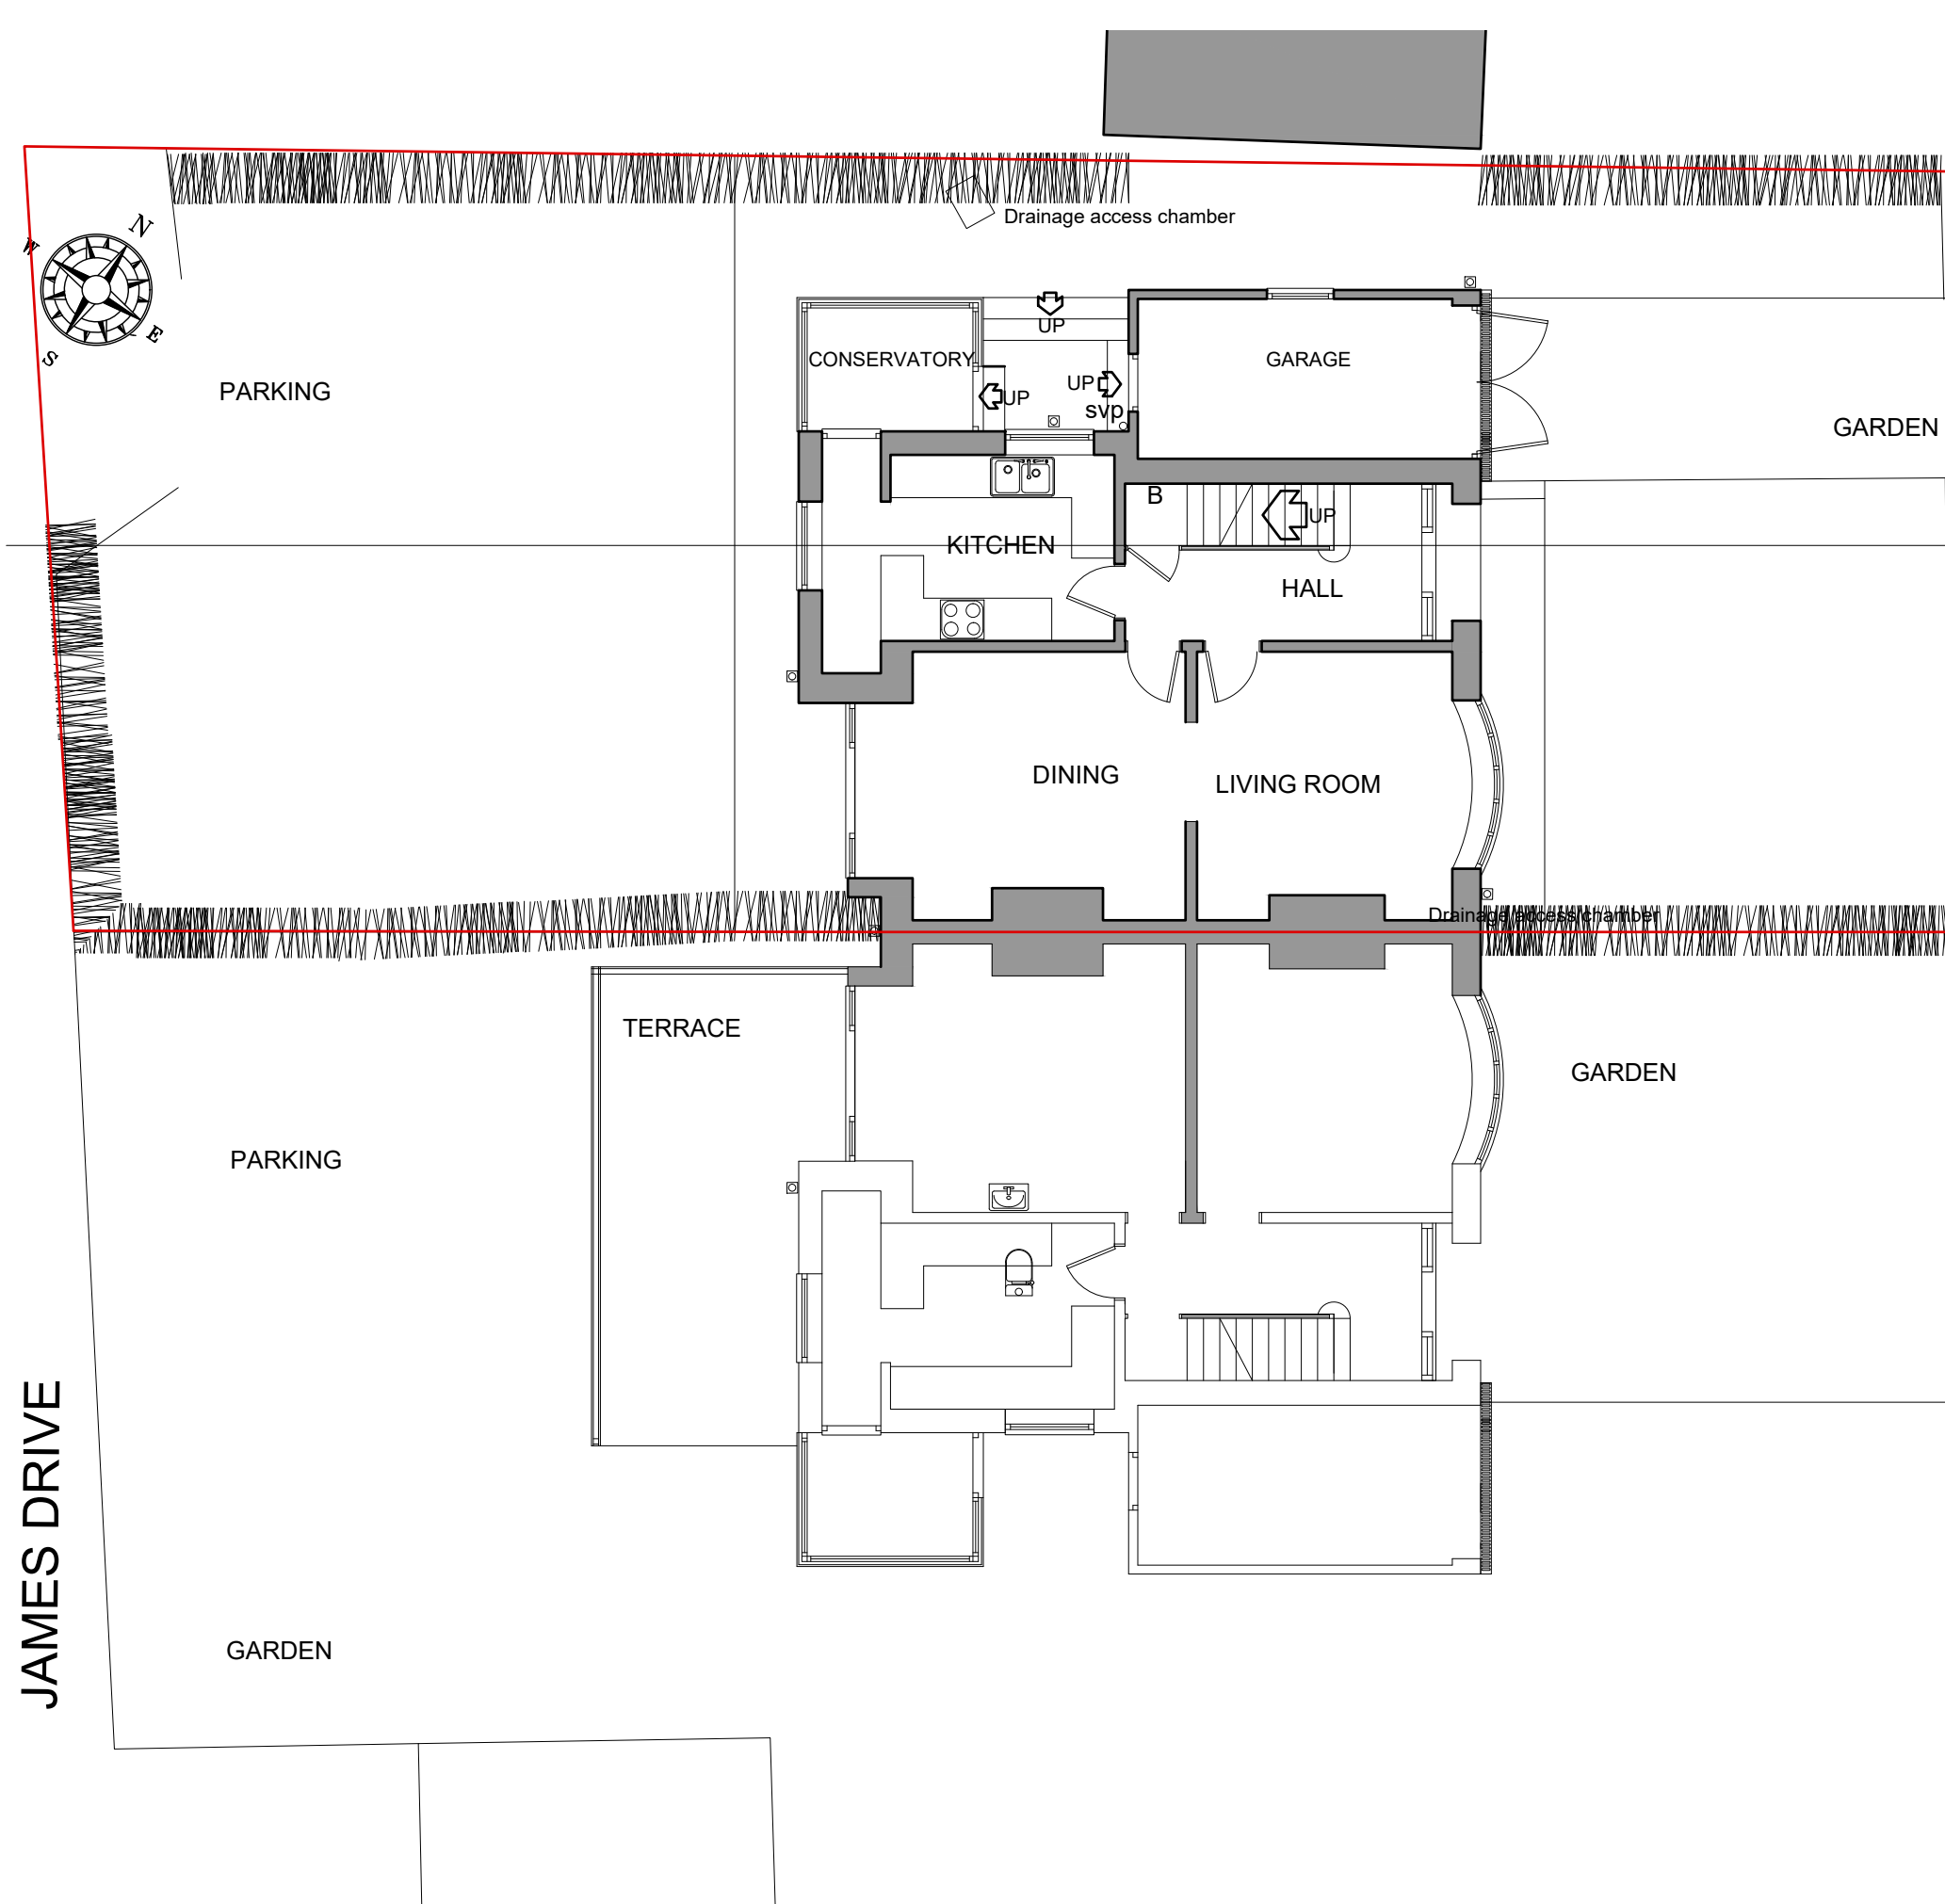 Drainage access chamber
N
W
E
S
UP
CONSERVATORY
GARAGE
PARKING
UP
UP
svp
GARDEN
B
UP
KITCHEN
HALL
DINING
LIVING ROOM
Drainage access chamber
TERRACE
GARDEN
PARKING
JAMES DRIVE
GARDEN